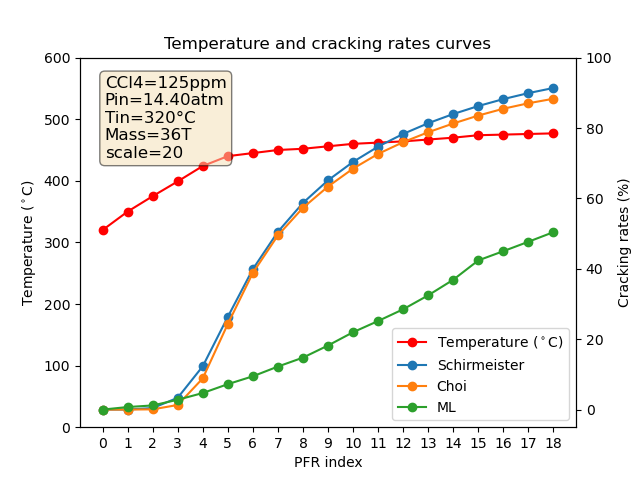 Temperature and cracking rates curves
CCl4=125ppm
Pin=14.40atm
Tin=320°C
Mass=36T
scale=20
Temperature (°C)
600
500
400
300
200
100
0
Cracking rates (%)
100
80
60
40
20
0
Temperature (°C)
Schirmeister
Choi
ML
0 1 2 3 4 5 6 7 8 9 10 11 12 13 14 15 16 17 18
PFR index